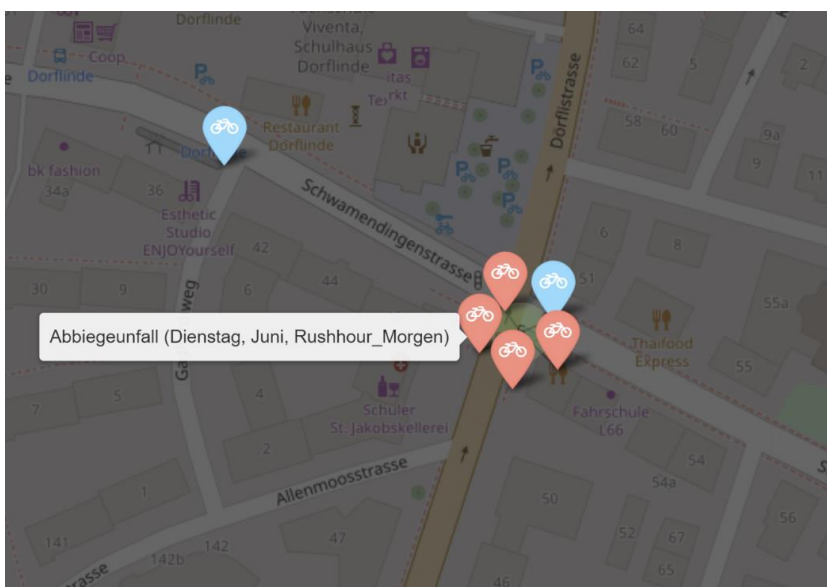 Dorflinde
Viventa,
Schulhaus
Dorflinde
Coop
Dorflinde
Restaurant
Dorflinde
bk fashion
34a
36
Esthetic
Studio
ENJOYourself
42
44
30
9
6
Schwamendingenstrasse
Dörflistrasse
64
62
5
2
58
60
9a
9
11
6
8
51
55a
Thaifood
Express
55
Abbiegeunfall (Dienstag, Juni, Rushhour_Morgen)
7
5
4
2
Schuler
St. Jakobskellerei
Fahrschule
L66
54
54a
50
52
67
65
56
Allenmoosstrasse
1
141
142
142b
47
46